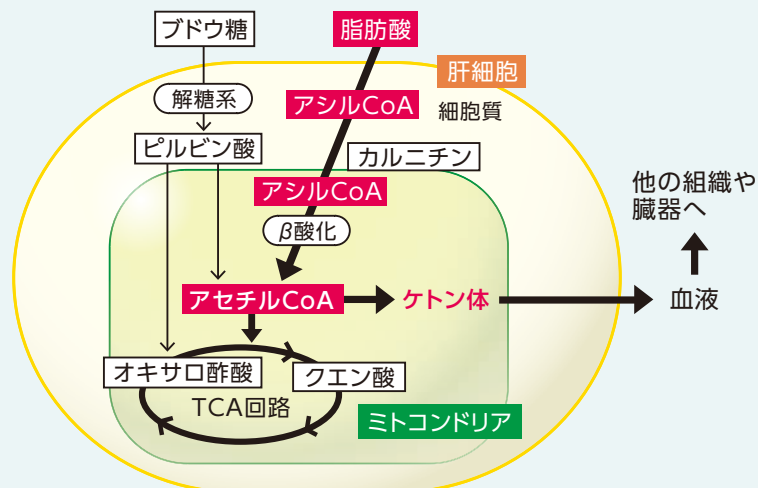 ブドウ糖
脂肪酸
肝細胞
解糖系
アシルCoA
細胞質
ピルビン酸
カルニチン
アシルCoA
他の組織や
臓器へ
β酸化
アセチルCoA
ケトン体
血液
オキサロ酢酸
クエン酸
TCA回路
ミトコンドリア